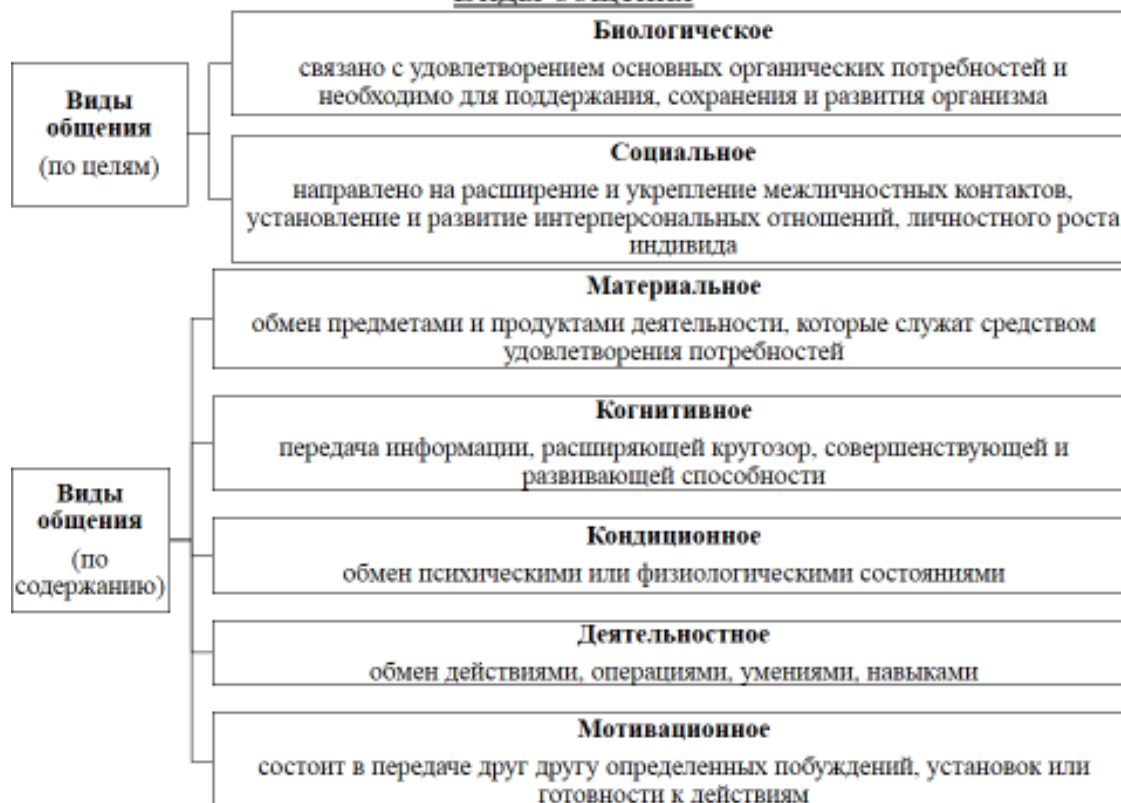 Виды
общения
(по целям)
Биологическое
связано с удовлетворением основных органических потребностей и
необходимо для поддержания, сохранения и развития организма
Социальное
направлено на расширение и укрепление межличностных контактов,
установление и развитие интерперсональных отношений, личностного роста
индивида
Виды
общения
(по
содержанию)
Материальное
обмен предметами и продуктами деятельности, которые служат средством
удовлетворения потребностей
Когнитивное
передача информации, расширяющей кругозор, совершенствующей и
развивающей способности
Кондиционное
обмен психическими или физиологическими состояниями
Деятельностное
обмен действиями, операциями, умениями, навыками
Мотивационное
состоит в передаче друг другу определенных побуждений, установок или
готовности к действиям